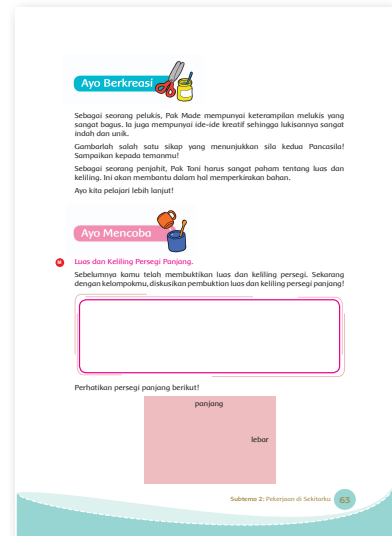 Ayo Berkreasi
Sebagai seorang pelukis, Pak Made mempunyai keterampilan melukis yang
sangat bagus. Ia juga mempunyai ide-ide kreatif sehingga lukisannya sangat
indah dan unik.
Gambarlah salah satu sikap yang menunjukkan sila kedua Pancasila!
Sampaikan kepada temanmu!
Sebagai seorang penjahit, Pak Toni harus sangat paham tentang luas dan
keliling. Ini akan membantu dalam hal memperkirakan bahan.
Ayo kita pelajari lebih lanjut!
Ayo Mencoba
Luas dan Keliling Persegi Panjang.
Sebelumnya kamu telah membuktikan luas dan keliling persegi. Sekarang
dengan kelompokmu, diskusikan pembuktian luas dan keliling persegi panjang!
Perhatikan persegi panjang berikut!
panjang
lebar
Subtema 2: Pekerjaan di Sekitarku 63